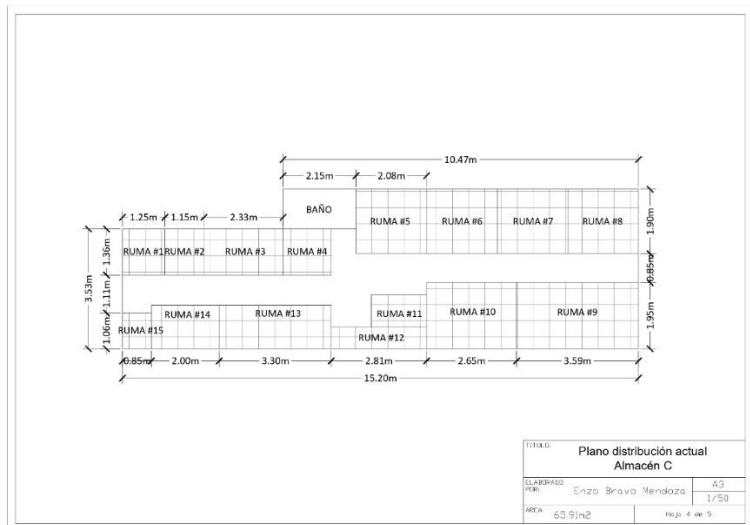 10.47m
2.15m 2.08m
1.25m 1.15m 2.33m
BAÑO
RUMA #5 RUMA #6 RUMA #7 RUMA #8
1.90m
RUMA #1 RUMA #2 RUMA #3 RUMA #4
1.36m
0.85m
3.53m
1.11m
RUMA #14 RUMA #13 RUMA #11 RUMA #10 RUMA #9
1.95m
1.06m
RUMA #15 RUMA #12
0.85m 2.00m 3.30m 2.81m 2.65m 3.59m
15.20m
TITULO: Plano distribución actual
Almacén C
ELABORADO
POR: Enzo Bravo Mendoza
A3
1/50
AREA: 65.91m2 Hoja 4 de 5